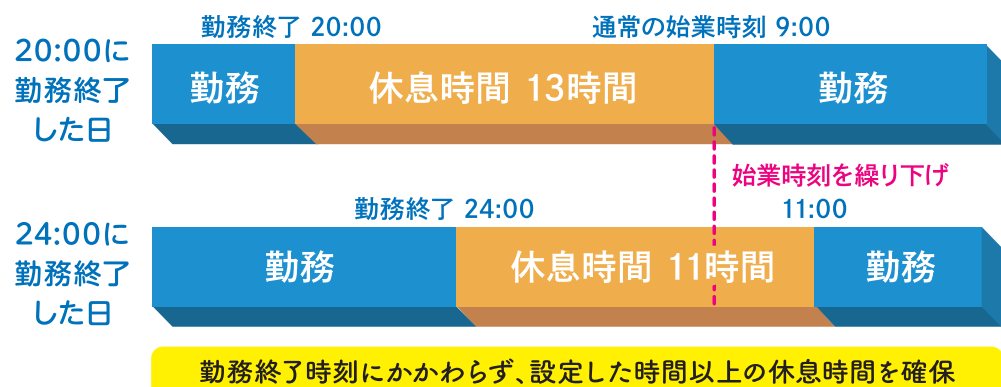 勤務終了 20:00
通常の始業時刻 9:00
20:00に
勤務終了
した日
勤務
休息時間 13時間
勤務
始業時刻を繰り下げ
勤務終了 24:00
11:00
24:00に
勤務終了
した日
勤務
休息時間 11時間
勤務
勤務終了時刻にかかわらず、設定した時間以上の休息時間を確保